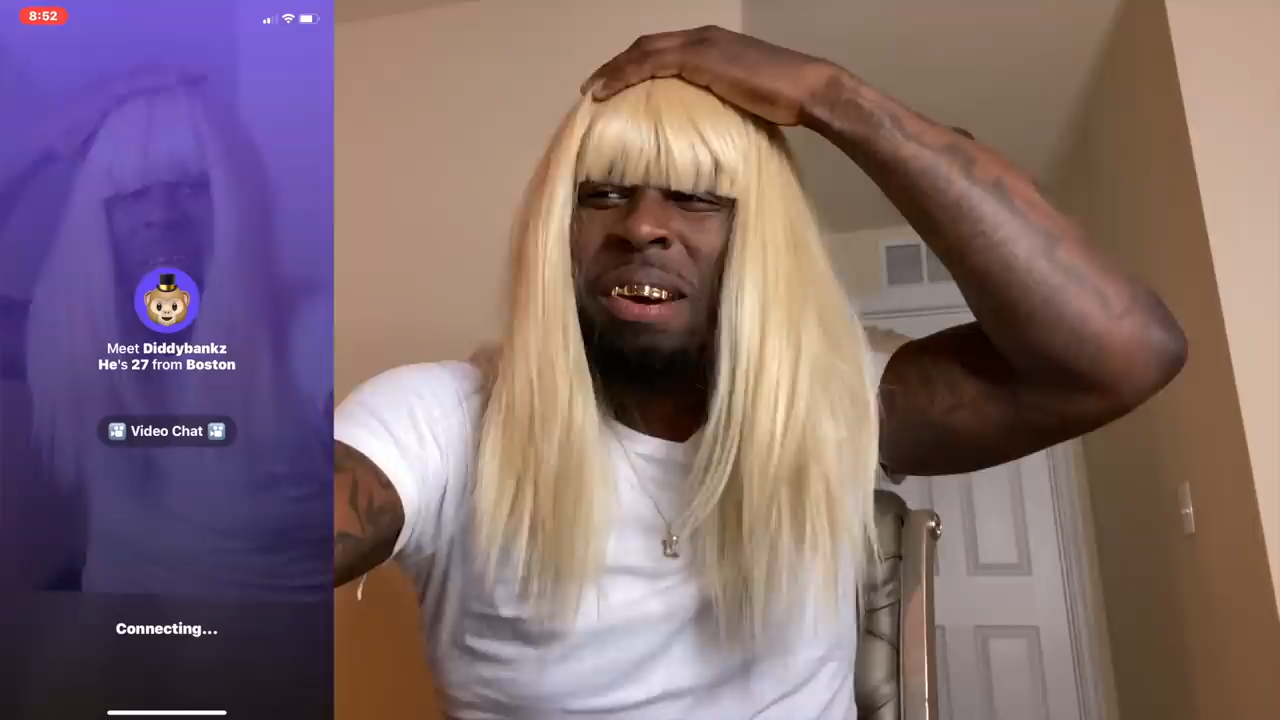 8:52
Meet Diddybankz
He's 27 from Boston
Video Chat
Connecting...